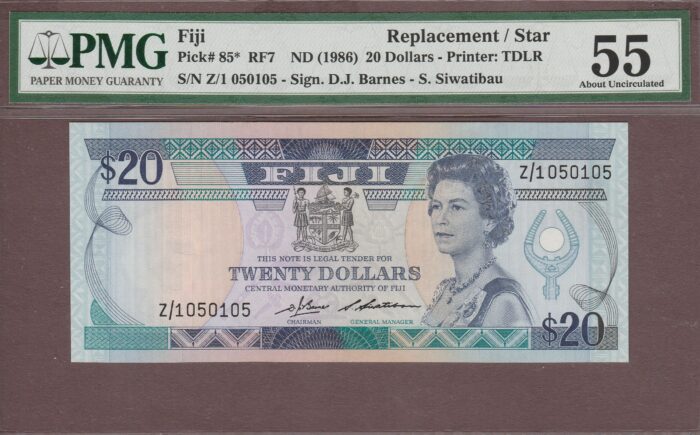 PMG
PAPER MONEY GUARANTY
Fiji Replacement / Star
Pick# 85* RF7 ND (1986) 20 Dollars - Printer: TDLR
S/N Z/1 050105 - Sign. D.J. Barnes - S. Siwatibau
55
About Uncirculated
$20 FIJI Z/1050105
THIS NOTE IS LEGAL TENDER FOR
TWENTY DOLLARS
CENTRAL MONETARY AUTHORITY OF FIJI
Z/1050105 D J Barnes S. Siwatibau
CHAIRMAN GENERAL MANAGER
$20